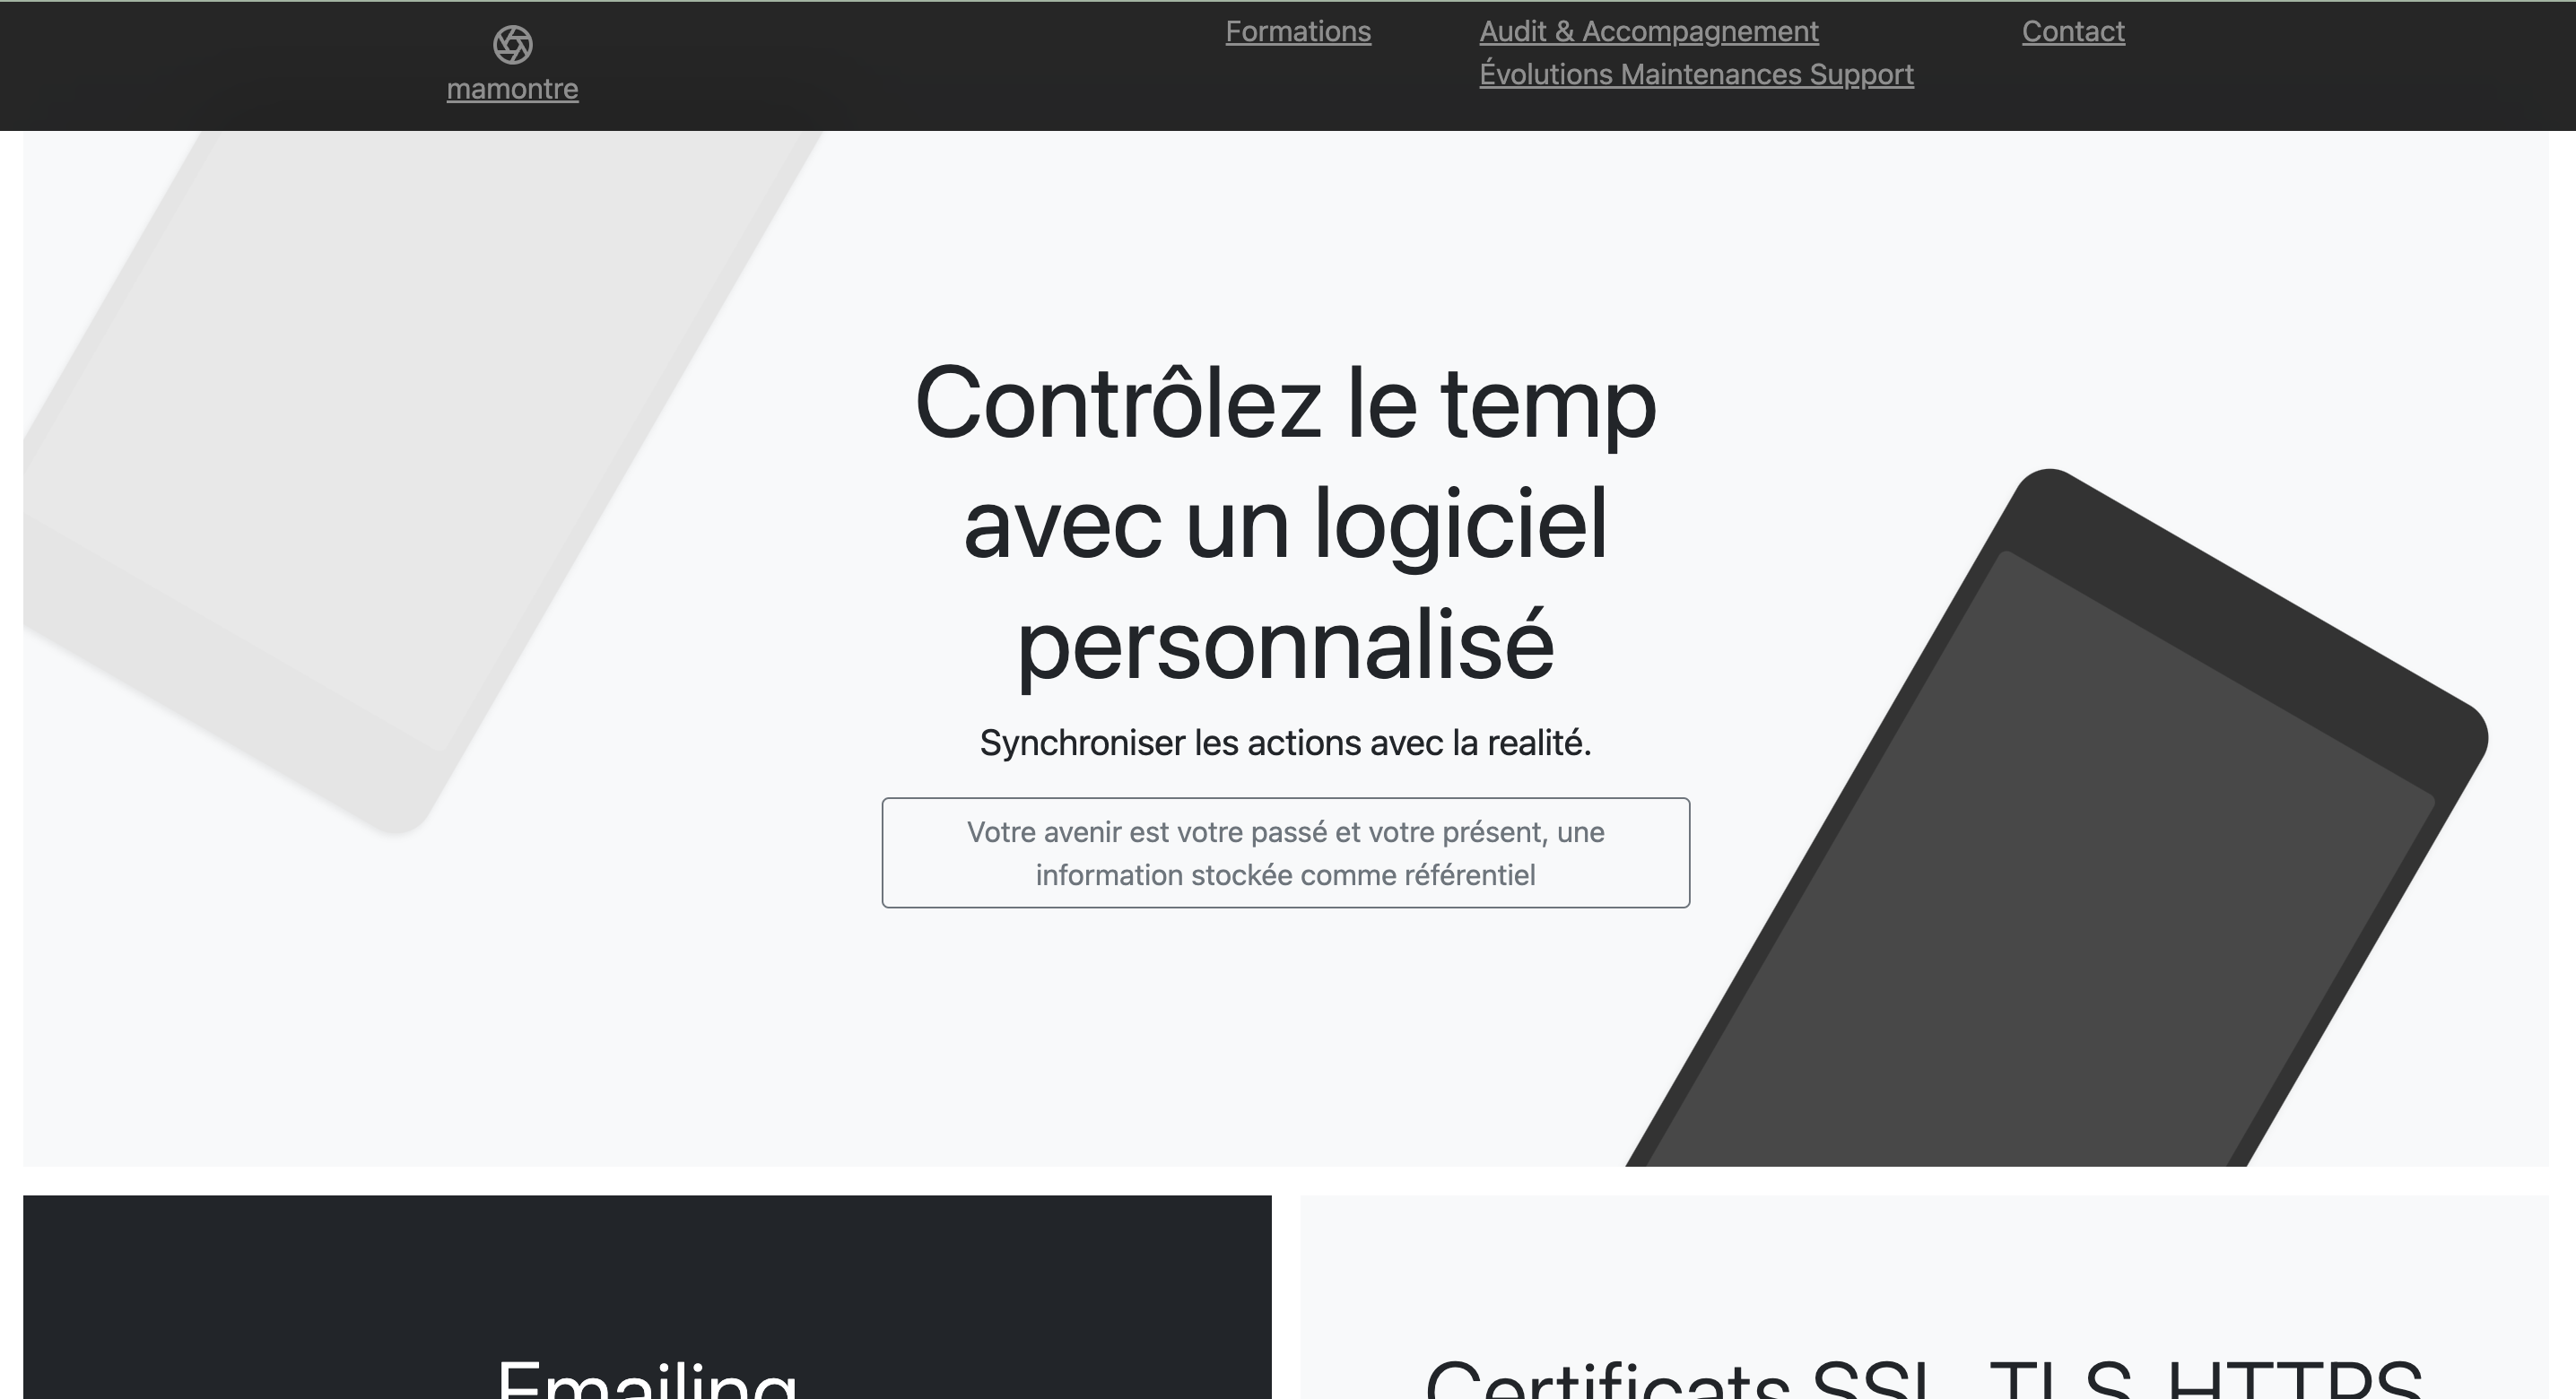 mamontre
Formations
Audit & Accompagnement
Évolutions Maintenances Support
Contact
Contrôlez le temp
avec un logiciel
personnalisé
Synchroniser les actions avec la realité.
Votre avenir est votre passé et votre présent, une
information stockée comme référentiel
Emailing
Certificats SSL, TLS, HTTPS